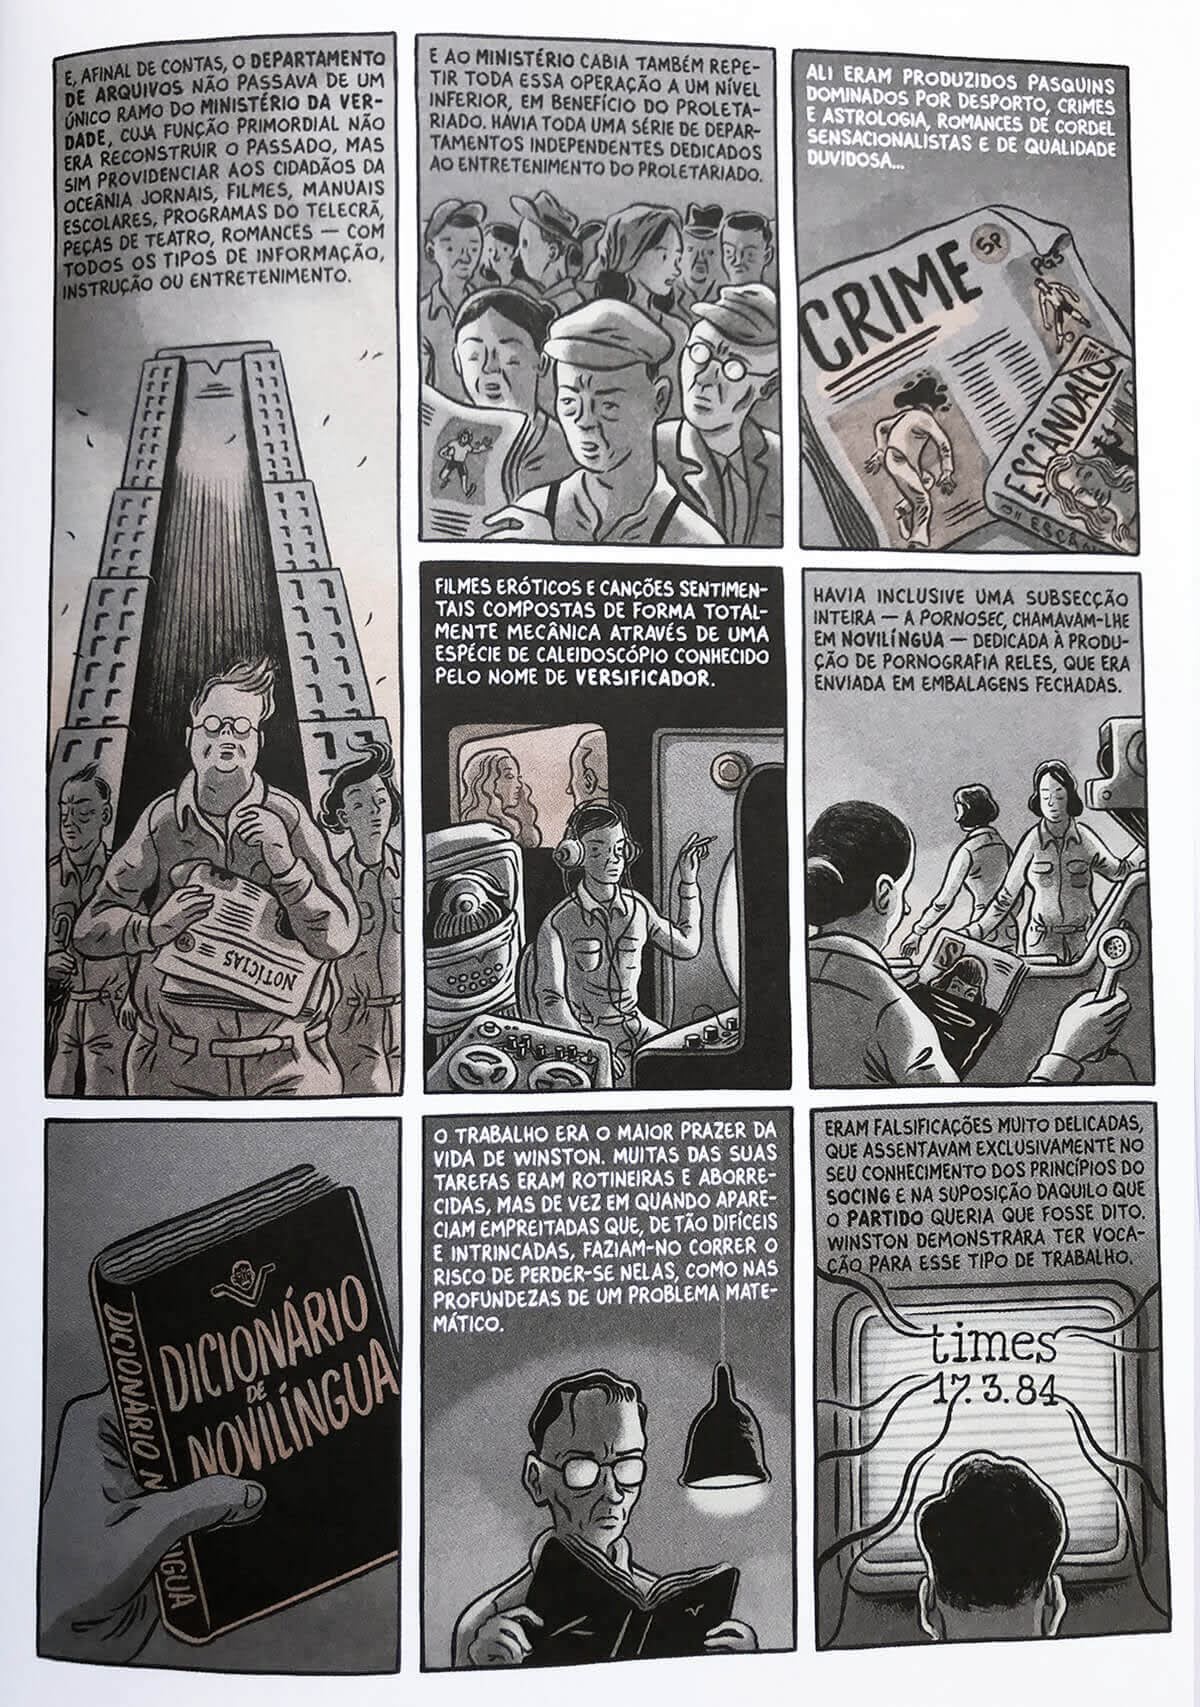 E, AFINAL DE CONTAS, O DEPARTAMENTO
DE ARQUIVOS NÃO PASSAVA DE UM
ÚNICO RAMO DO MINISTÉRIO DA VER-
DADE, CUJA FUNÇÃO PRIMORDIAL NÃO
ERA RECONSTRUIR O PASSADO, MAS
SIM PROVIDENCIAR AOS CIDADÃOS DA
OCEÂNIA JORNAIS, FILMES, MANUAIS
ESCOLARES, PROGRAMAS DO TELECRÃ,
PEÇAS DE TEATRO, ROMANCES — COM
TODOS OS TIPOS DE INFORMAÇÃO,
INSTRUÇÃO OU ENTRETENIMENTO.
NOTÍCIAS
E AO MINISTÉRIO CABIA TAMBÉM REPE-
TIR TODA ESSA OPERAÇÃO A UM NÍVEL
INFERIOR, EM BENEFÍCIO DO PROLETA-
RIADO. HAVIA TODA UMA SÉRIE DE DEPAR-
TAMENTOS INDEPENDENTES DEDICADOS
AO ENTRETENIMENTO DO PROLETARIADO.
ALI ERAM PRODUZIDOS PASQUINS
DOMINADOS POR DESPORTO, CRIMES
E ASTROLOGIA, ROMANCES DE CORDEL
SENSACIONALISTAS E DE QUALIDADE
DUVIDOSA...
CRIME
5P
PGS
ESCÂNDALO
FILMES ERÓTICOS E CANÇÕES SENTIMEN-
TAIS COMPOSTAS DE FORMA TOTAL-
MENTE MECÂNICA ATRAVÉS DE UMA
ESPÉCIE DE CALEIDOSCÓPIO CONHECIDO
PELO NOME DE VERSIFICADOR.
HAVIA INCLUSIVE UMA SUBSECÇÃO
INTEIRA — A PORNOSEC, CHAMAVAM-LHE
EM NOVILÍNGUA — DEDICADA À PRODU-
ÇÃO DE PORNOGRAFIA RELES, QUE ERA
ENVIADA EM EMBALAGENS FECHADAS.
DICIONÁRIO N
NGUA
DICIONÁRIO
DE
NOVILÍNGUA
O TRABALHO ERA O MAIOR PRAZER DA
VIDA DE WINSTON. MUITAS DAS SUAS
TAREFAS ERAM ROTINEIRAS E ABORRE-
CIDAS, MAS DE VEZ EM QUANDO APARE-
CIAM EMPREITADAS QUE, DE TÃO DIFÍCEIS
E INTRINCADAS, FAZIAM-NO CORRER O
RISCO DE PERDER-SE NELAS, COMO NAS
PROFUNDEZAS DE UM PROBLEMA MATE-
MÁTICO.
ERAM FALSIFICAÇÕES MUITO DELICADAS,
QUE ASSENTAVAM EXCLUSIVAMENTE NO
SEU CONHECIMENTO DOS PRINCÍPIOS DO
SOCING E NA SUPOSIÇÃO DAQUILO QUE
O PARTIDO QUERIA QUE FOSSE DITO.
WINSTON DEMONSTRARA TER VOCA-
ÇÃO PARA ESSE TIPO DE TRABALHO.
times
17.3.84